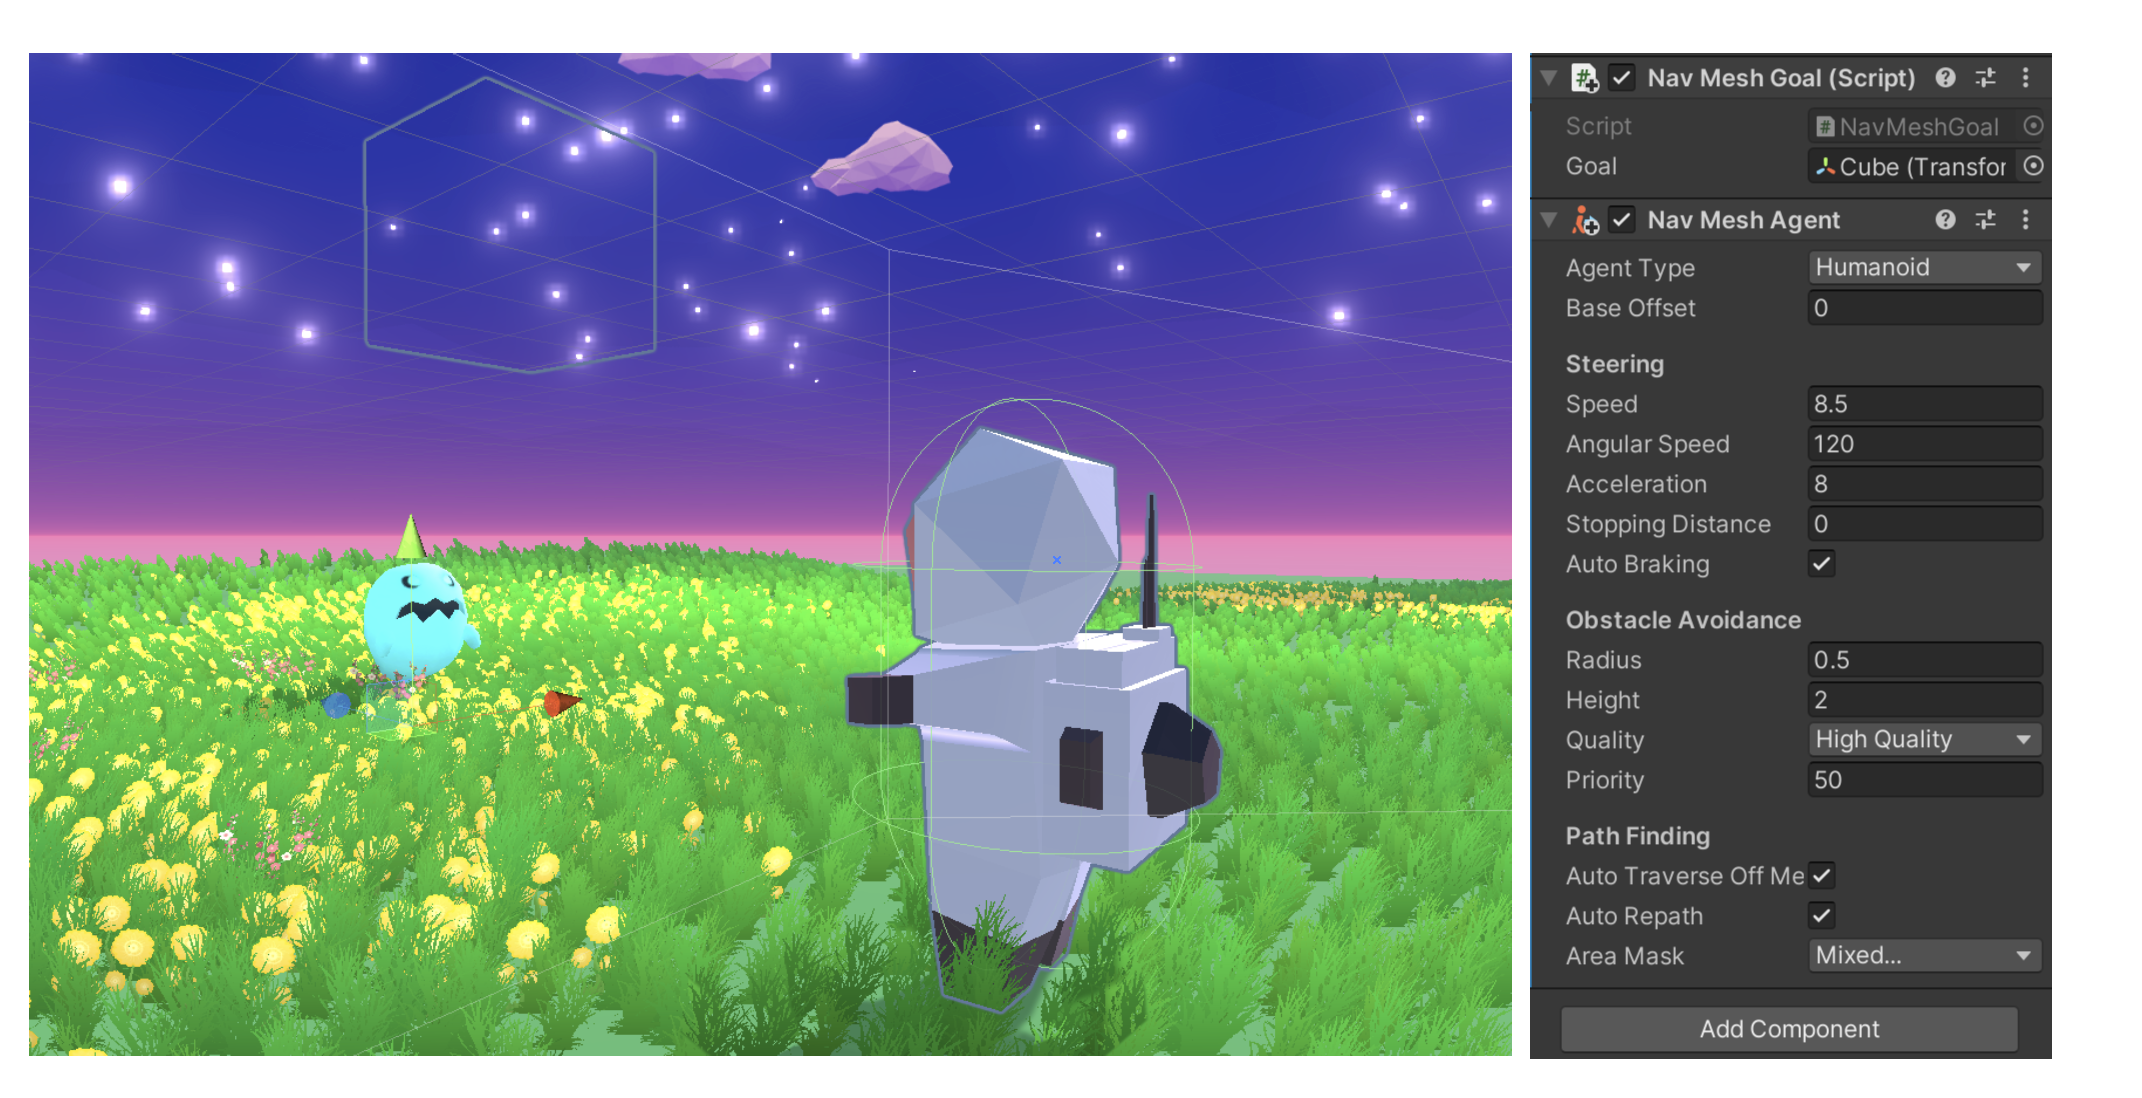 Nav Mesh Goal (Script)
Script NavMeshGoal
Goal Cube (Transfor
Nav Mesh Agent
Agent Type Humanoid
Base Offset 0
Steering
Speed 8.5
Angular Speed 120
Acceleration 8
Stopping Distance 0
Auto Braking
Obstacle Avoidance
Radius 0.5
Height 2
Quality High Quality
Priority 50
Path Finding
Auto Traverse Off Me
Auto Repath
Area Mask Mixed...
Add Component